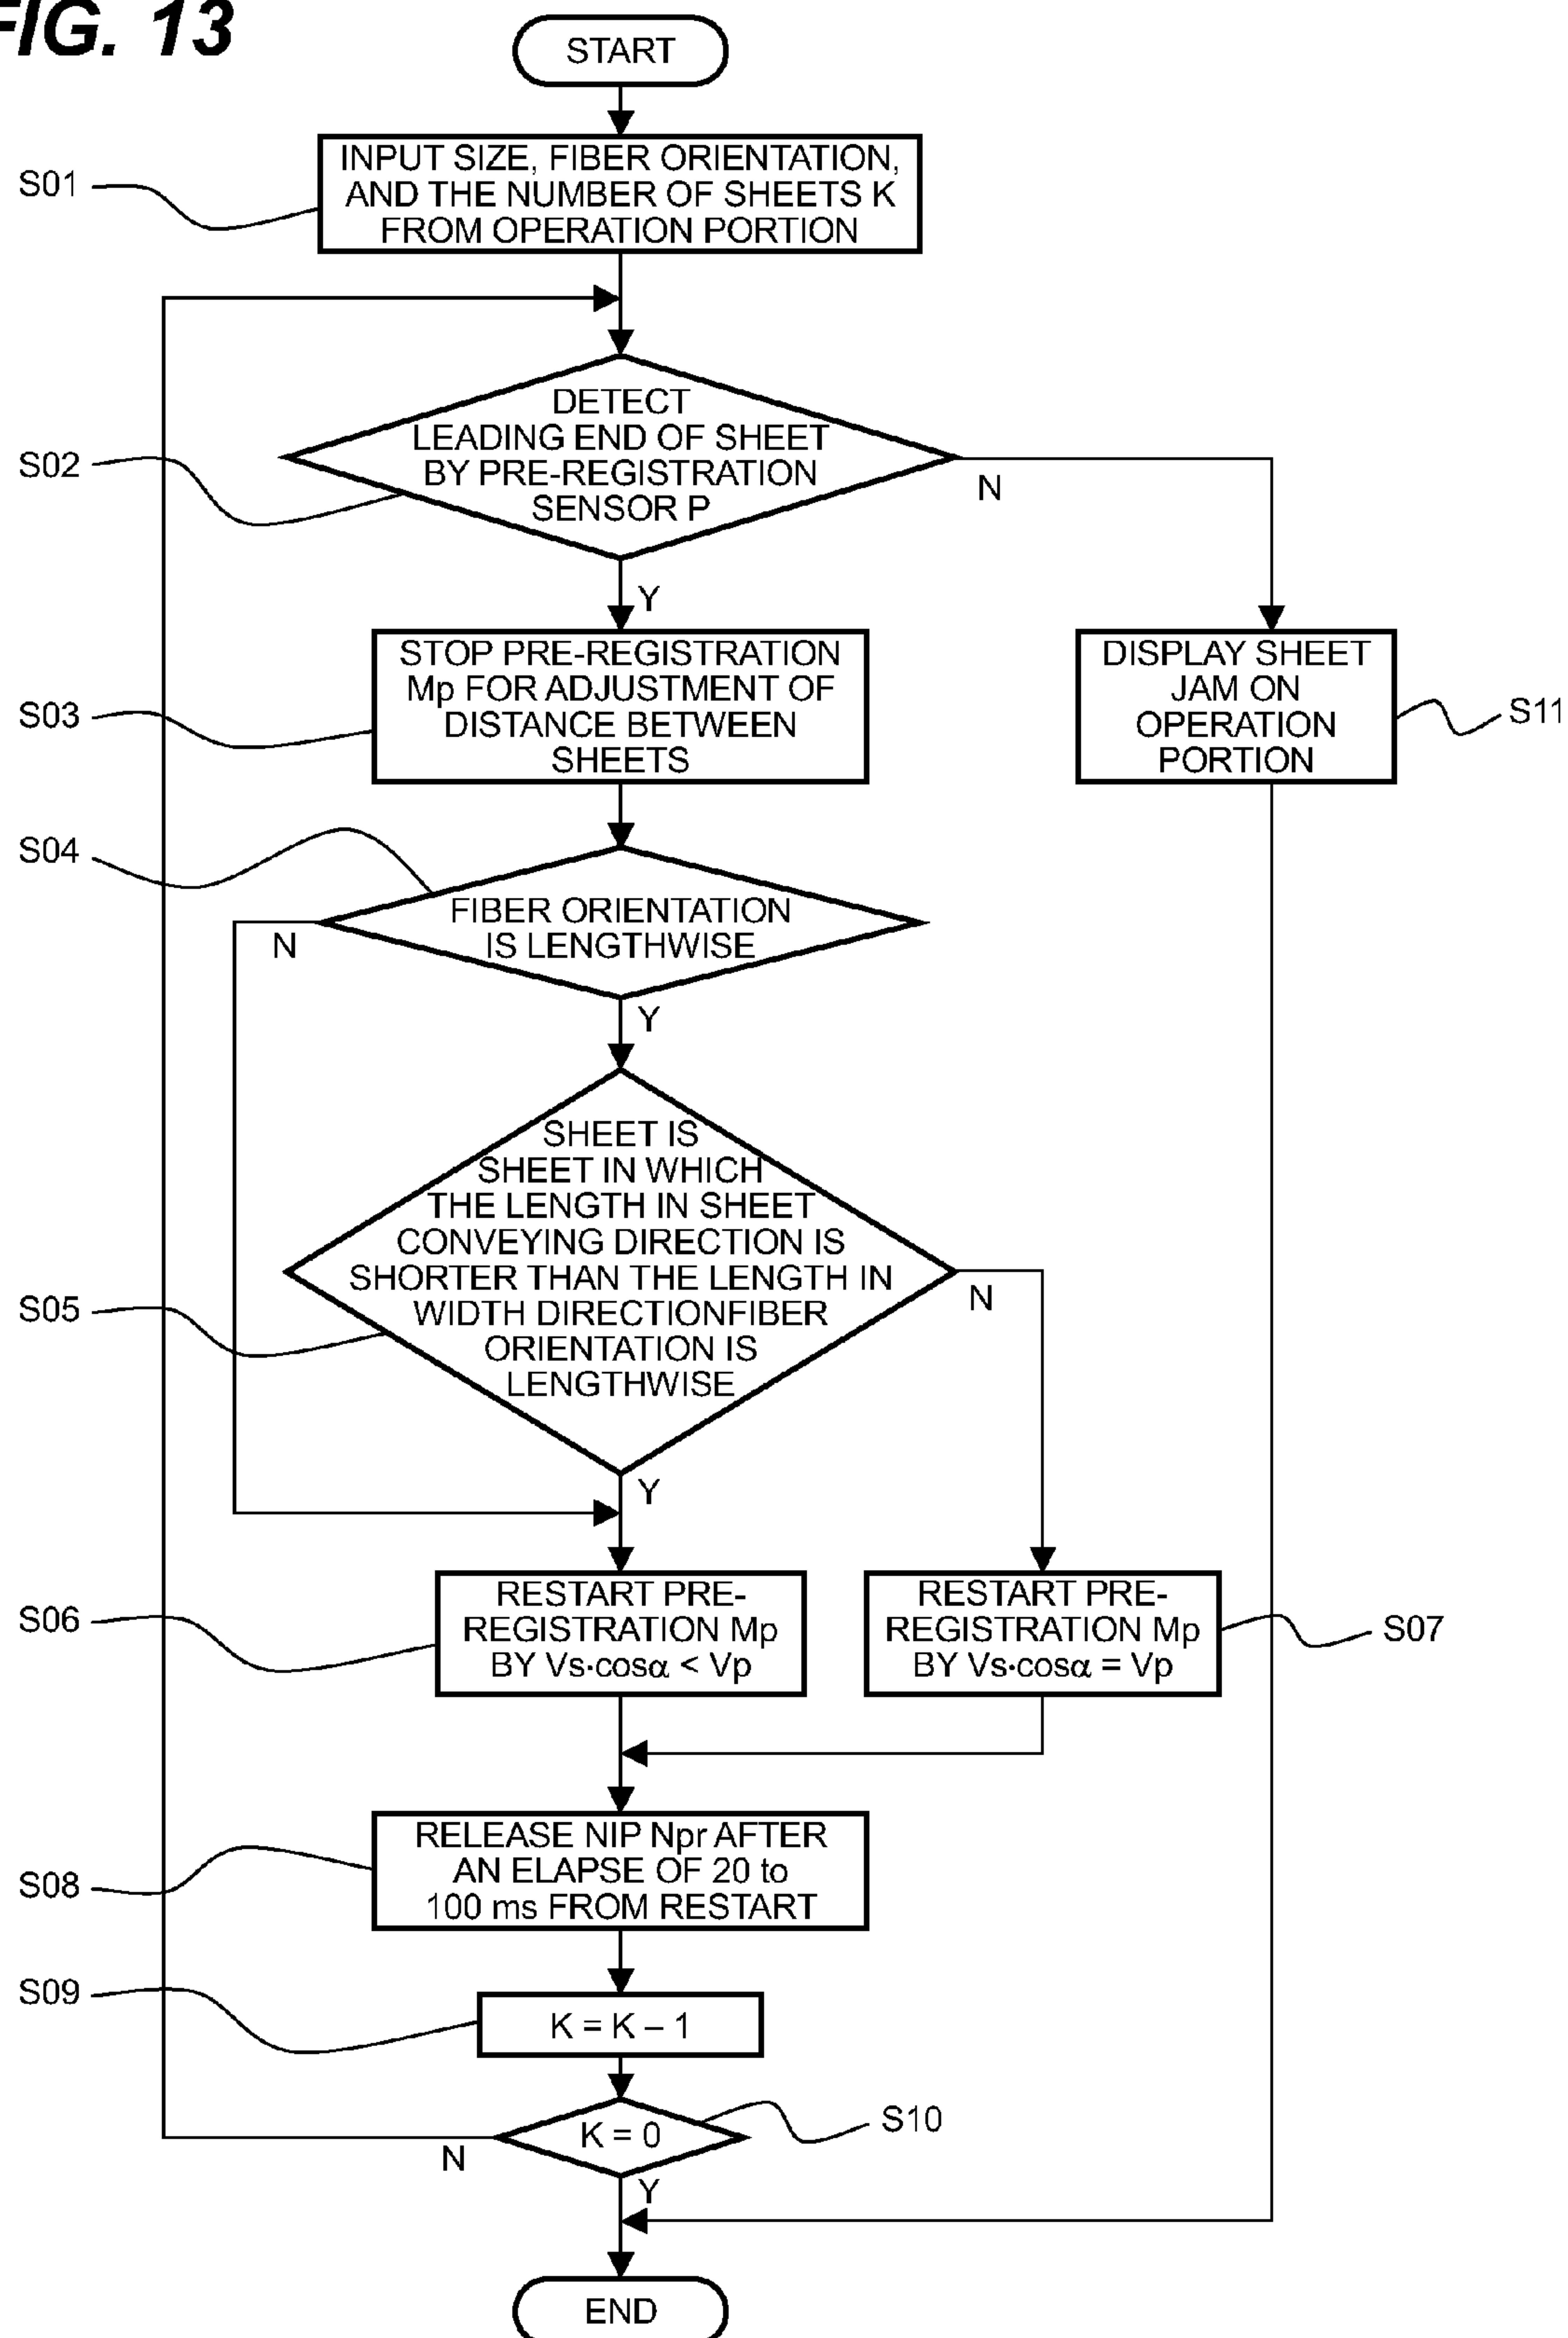 FIG. 13
START
S01
INPUT SIZE, FIBER ORIENTATION,
AND THE NUMBER OF SHEETS K
FROM OPERATION PORTION
S02
DETECT
LEADING END OF SHEET
BY PRE-REGISTRATION
SENSOR P
N
Y
S03
STOP PRE-REGISTRATION
Mp FOR ADJUSTMENT OF
DISTANCE BETWEEN
SHEETS
DISPLAY SHEET
JAM ON
OPERATION
PORTION
S11
S04
FIBER ORIENTATION
IS LENGTHWISE
N
Y
S05
SHEET IS
SHEET IN WHICH
THE LENGTH IN SHEET
CONVEYING DIRECTION IS
SHORTER THAN THE LENGTH IN
WIDTH DIRECTIONFIBER
ORIENTATION IS
LENGTHWISE
N
Y
S06
RESTART PRE-
REGISTRATION Mp
BY Vs·cosα < Vp
RESTART PRE-
REGISTRATION Mp
BY Vs·cosα = Vp
S07
S08
RELEASE NIP Npr AFTER
AN ELAPSE OF 20 to
100 ms FROM RESTART
S09
K = K – 1
S10
K = 0
N
Y
END